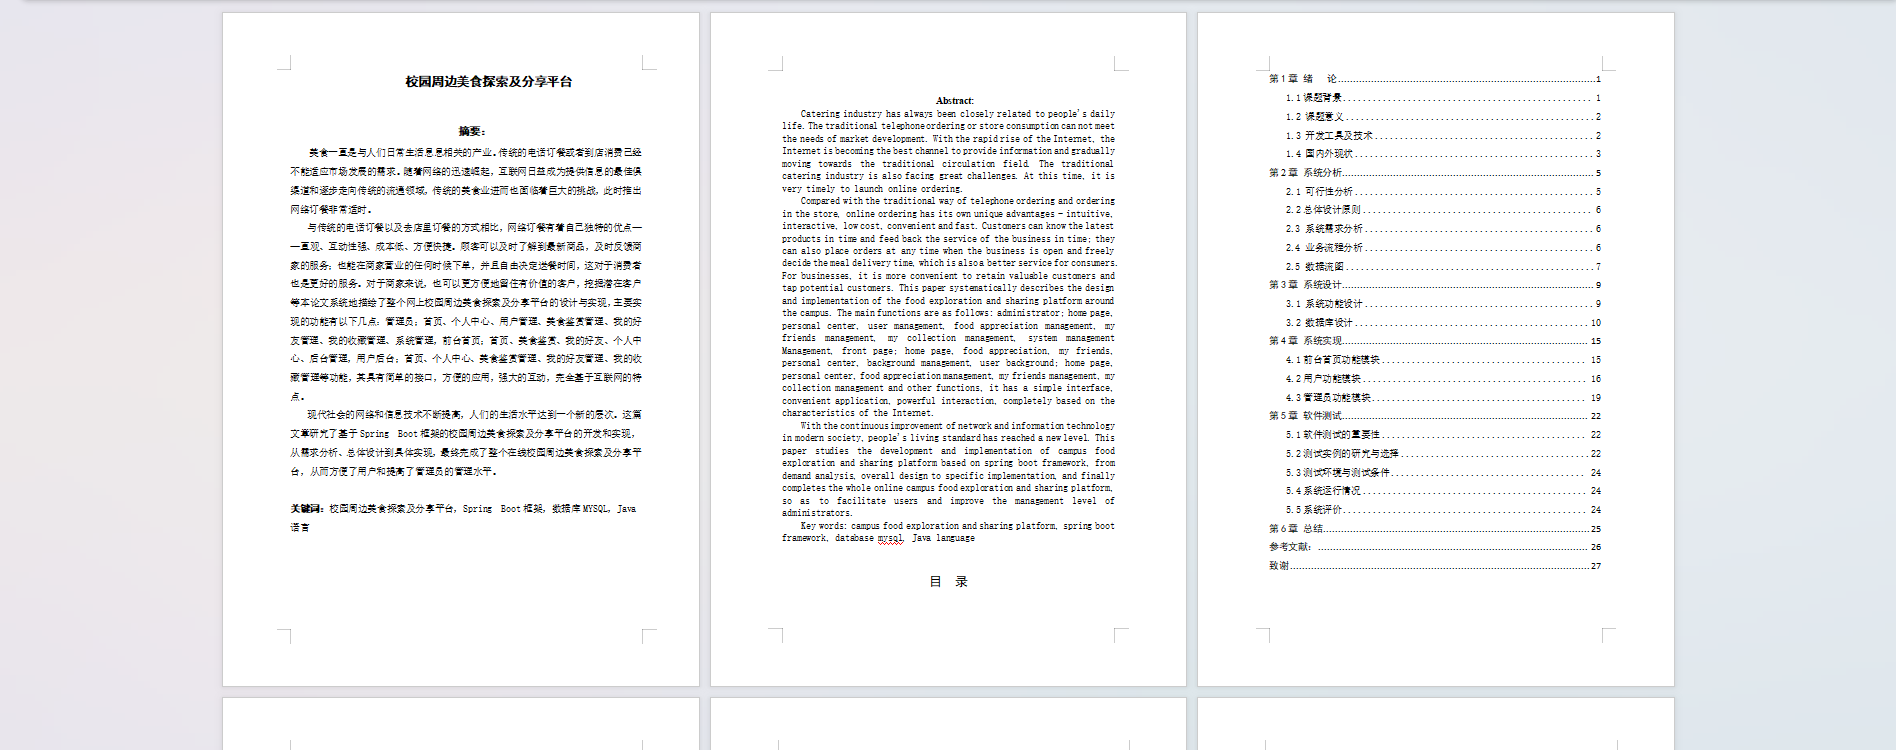 校园周边美食探索及分享平台
摘要：
美食一直是与人们日常生活息息相关的产业。传统的电话订餐或者到店消费已经
不能适应市场发展的需求。随着网络的迅速崛起，互联网日益成为提供信息的最佳俱
渠道和逐步走向传统的流通领域，传统的美食业进而也面临着巨大的挑战，此时推出
网络订餐非常适时。
与传统的电话订餐以及去店里订餐的方式相比，网络订餐有着自己独特的优点—
—直观、互动性强、成本低、方便快捷。顾客可以及时了解到最新商品，及时反馈商
家的服务；也能在商家营业的任何时候下单，并且自由决定送餐时间，这对于消费者
也是更好的服务。对于商家来说，也可以更方便地留住有价值的客户，挖掘潜在客户
等本论文系统地描绘了整个网上校园周边美食探索及分享平台的设计与实现，主要实
现的功能有以下几点：管理员；首页、个人中心、用户管理、美食鉴赏管理、我的好
友管理、我的收藏管理、系统管理，前台首页；首页、美食鉴赏、我的好友、个人中
心、后台管理，用户后台；首页、个人中心、美食鉴赏管理、我的好友管理、我的收
藏管理等功能，其具有简单的接口，方便的应用，强大的互动，完全基于互联网的特
点。
现代社会的网络和信息技术不断提高，人们的生活水平达到一个新的层次。这篇
文章研究了基于Spring Boot框架的校园周边美食探索及分享平台的开发和实现，
从需求分析、总体设计到具体实现，最终完成了整个在线校园周边美食探索及分享平
台，从而方便了用户和提高了管理员的管理水平。
关键词：校园周边美食探索及分享平台，Spring Boot框架，数据库MYSQL，Java
语言
Abstract:
Catering industry has always been closely related to people's daily
life. The traditional telephone ordering or store consumption can not meet
the needs of market development. With the rapid rise of the Internet, the
Internet is becoming the best channel to provide information and gradually
moving towards the traditional circulation field. The traditional
catering industry is also facing great challenges. At this time, it is
very timely to launch online ordering.
Compared with the traditional way of telephone ordering and ordering
in the store, online ordering has its own unique advantages - intuitive,
interactive, low cost, convenient and fast. Customers can know the latest
products in time and feed back the service of the business in time; they
can also place orders at any time when the business is open and freely
decide the meal delivery time, which is also a better service for consumers.
For businesses, it is more convenient to retain valuable customers and
tap potential customers. This paper systematically describes the design
and implementation of the food exploration and sharing platform around
the campus. The main functions are as follows: administrator; home page,
personal center, user management, food appreciation management, my
friends management, my collection management, system management
Management, front page; home page, food appreciation, my friends,
personal center, background management, user background; home page,
personal center, food appreciation management, my friends management, my
collection management and other functions, it has a simple interface,
convenient application, powerful interaction, completely based on the
characteristics of the Internet.
With the continuous improvement of network and information technology
in modern society, people's living standard has reached a new level. This
paper studies the development and implementation of campus food
exploration and sharing platform based on spring boot framework, from
demand analysis, overall design to specific implementation, and finally
completes the whole online campus food exploration and sharing platform,
so as to facilitate users and improve the management level of
administrators.
Key words: campus food exploration and sharing platform, spring boot
framework, database mysql, Java language
目 录
第1章 绪 论 1
1.1课题背景 1
1.2 课题意义 2
1.3 开发工具及技术 2
1.4 国内外现状 3
第2章 系统分析 5
2.1 可行性分析 5
2.2总体设计原则 6
2.3 系统需求分析 6
2.4 业务流程分析 6
2.5 数据流图 7
第3章 系统设计 9
3.1 系统功能设计 9
3.2 数据库设计 10
第4章 系统实现 15
4.1前台首页功能模块 15
4.2用户功能模块 16
4.3管理员功能模块 19
第5章 软件测试 22
5.1软件测试的重要性 22
5.2测试实例的研究与选择 22
5.3测试环境与测试条件 24
5.4系统运行情况 24
5.5系统评价 24
第6章 总结 25
参考文献： 26
致谢 27